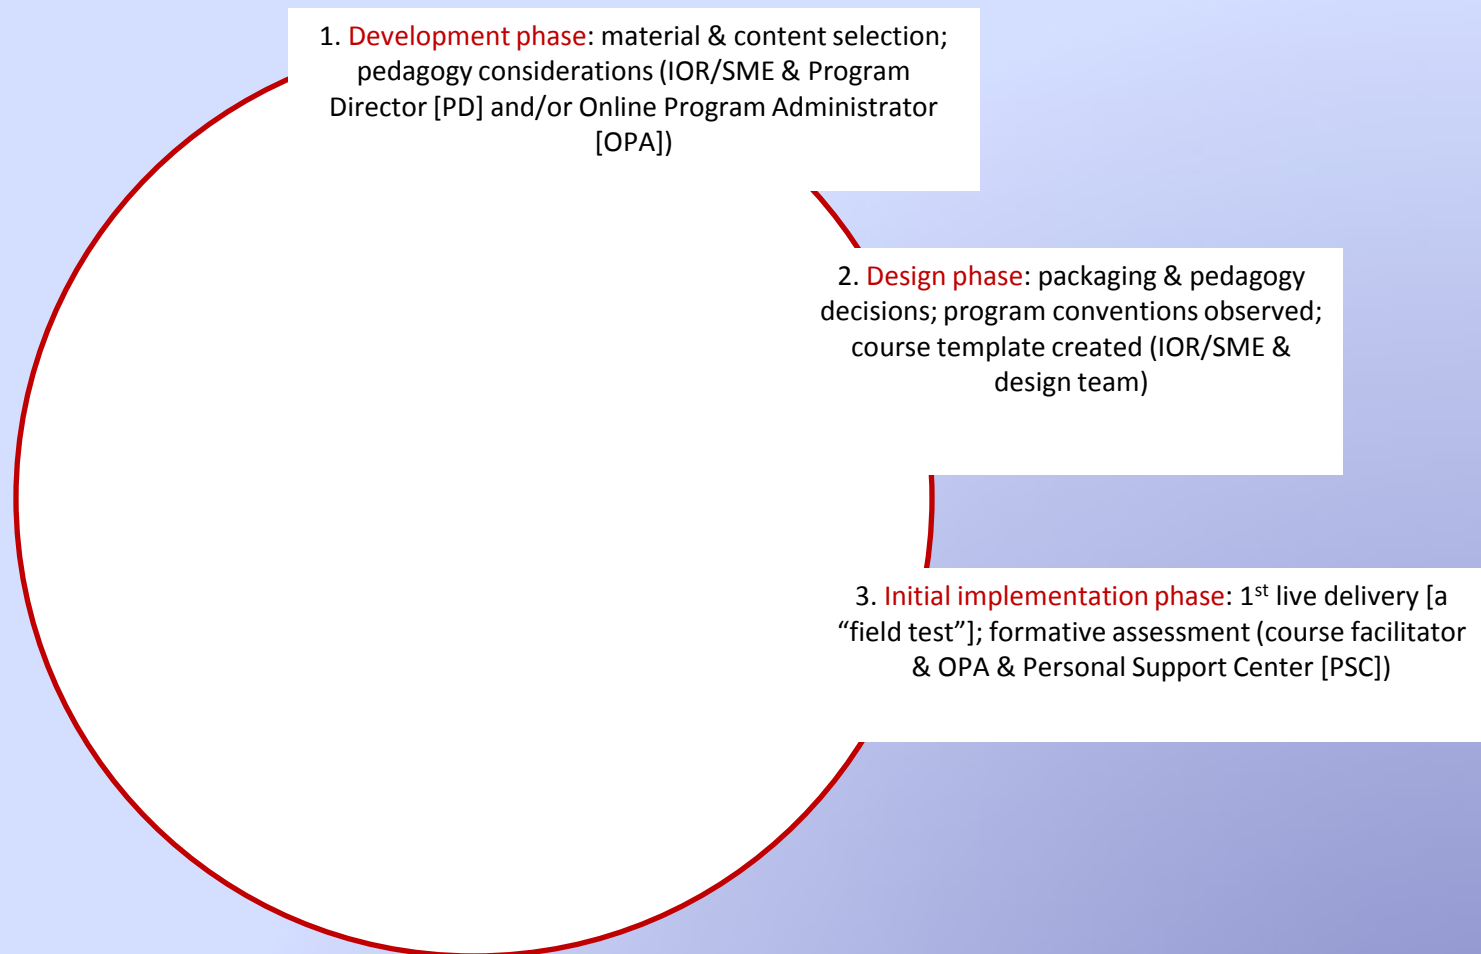 1. Development phase: material & content selection;
pedagogy considerations (IOR/SME & Program
Director [PD] and/or Online Program Administrator
[OPA])
2. Design phase: packaging & pedagogy
decisions; program conventions observed;
course template created (IOR/SME &
design team)
3. Initial implementation phase: 1st live delivery [a
“field test”]; formative assessment (course facilitator
& OPA & Personal Support Center [PSC])